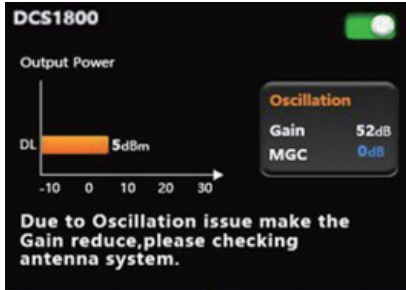 DCS1800
Output Power
Oscillation
Gain 52dB
MGC 0dB
DL 5dBm
-10 0 10 20 30
Due to Oscillation issue make the
Gain reduce,please checking
antenna system.